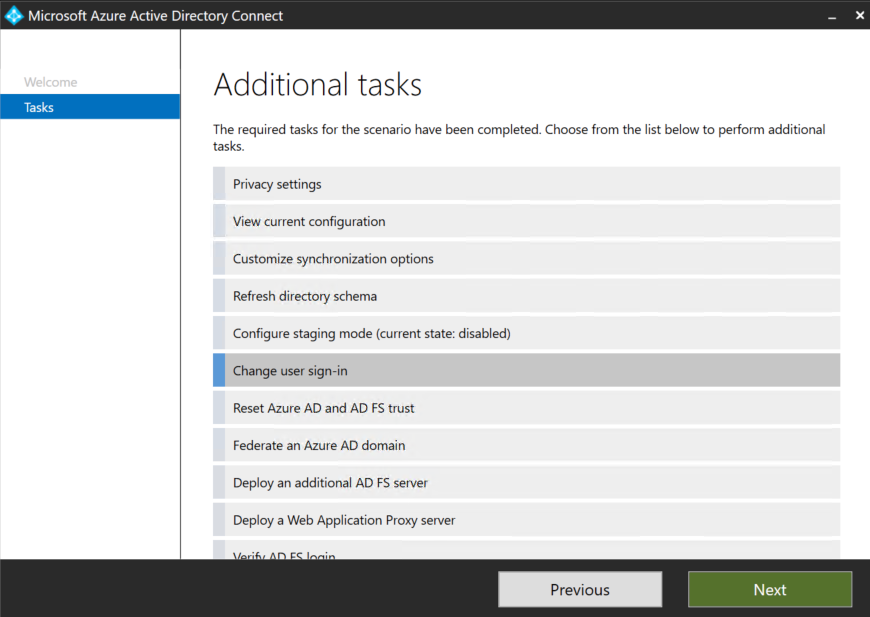 Microsoft Azure Active Directory Connect
Welcome
Tasks
Additional tasks
The required tasks for the scenario have been completed. Choose from the list below to perform additional
tasks.
Privacy settings
View current configuration
Customize synchronization options
Refresh directory schema
Configure staging mode (current state: disabled)
Change user sign-in
Reset Azure AD and AD FS trust
Federate an Azure AD domain
Deploy an additional AD FS server
Deploy a Web Application Proxy server
Verify AD FS login
Previous
Next